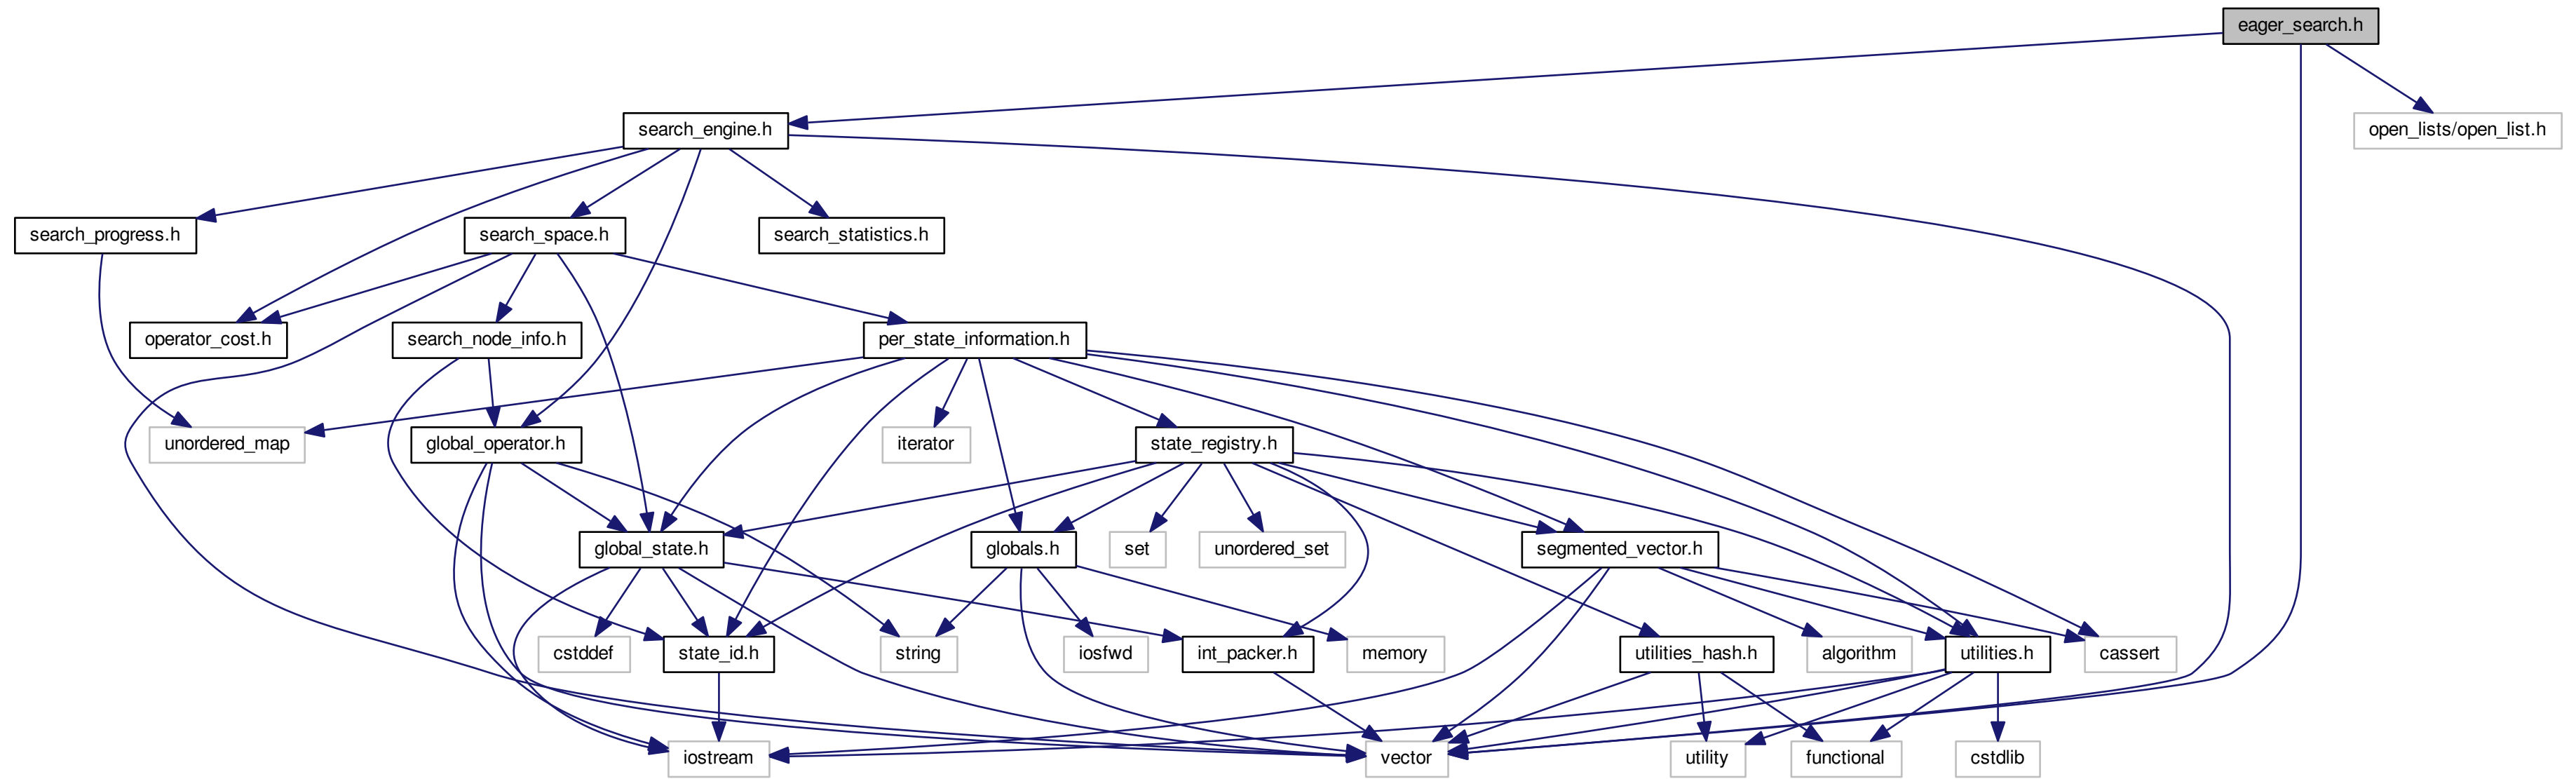 eager_search.h
search_engine.h
open_lists/open_list.h
search_progress.h
search_space.h
search_statistics.h
operator_cost.h
search_node_info.h
per_state_information.h
unordered_map
global_operator.h
iterator
state_registry.h
global_state.h
globals.h
set
unordered_set
segmented_vector.h
cstddef
state_id.h
string
iosfwd
int_packer.h
memory
utilities_hash.h
algorithm
utilities.h
cassert
iostream
vector
utility
functional
cstdlib